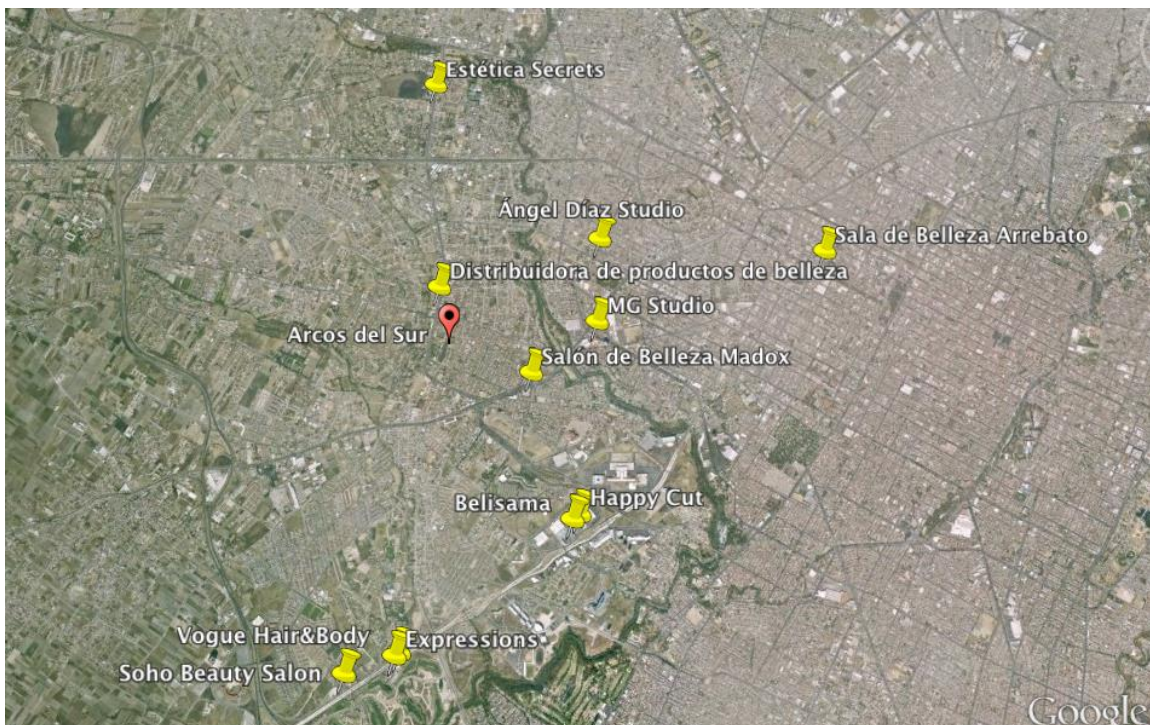 Estética Secrets
Ángel Díaz Studio
Sala de Belleza Arrebato
Distribuidora de productos de belleza
MG Studio
Arcos del Sur
Salón de Belleza Madox
Belisama
Happy Cut
Vogue Hair&Body
Expressions
Soho Beauty Salon
Google